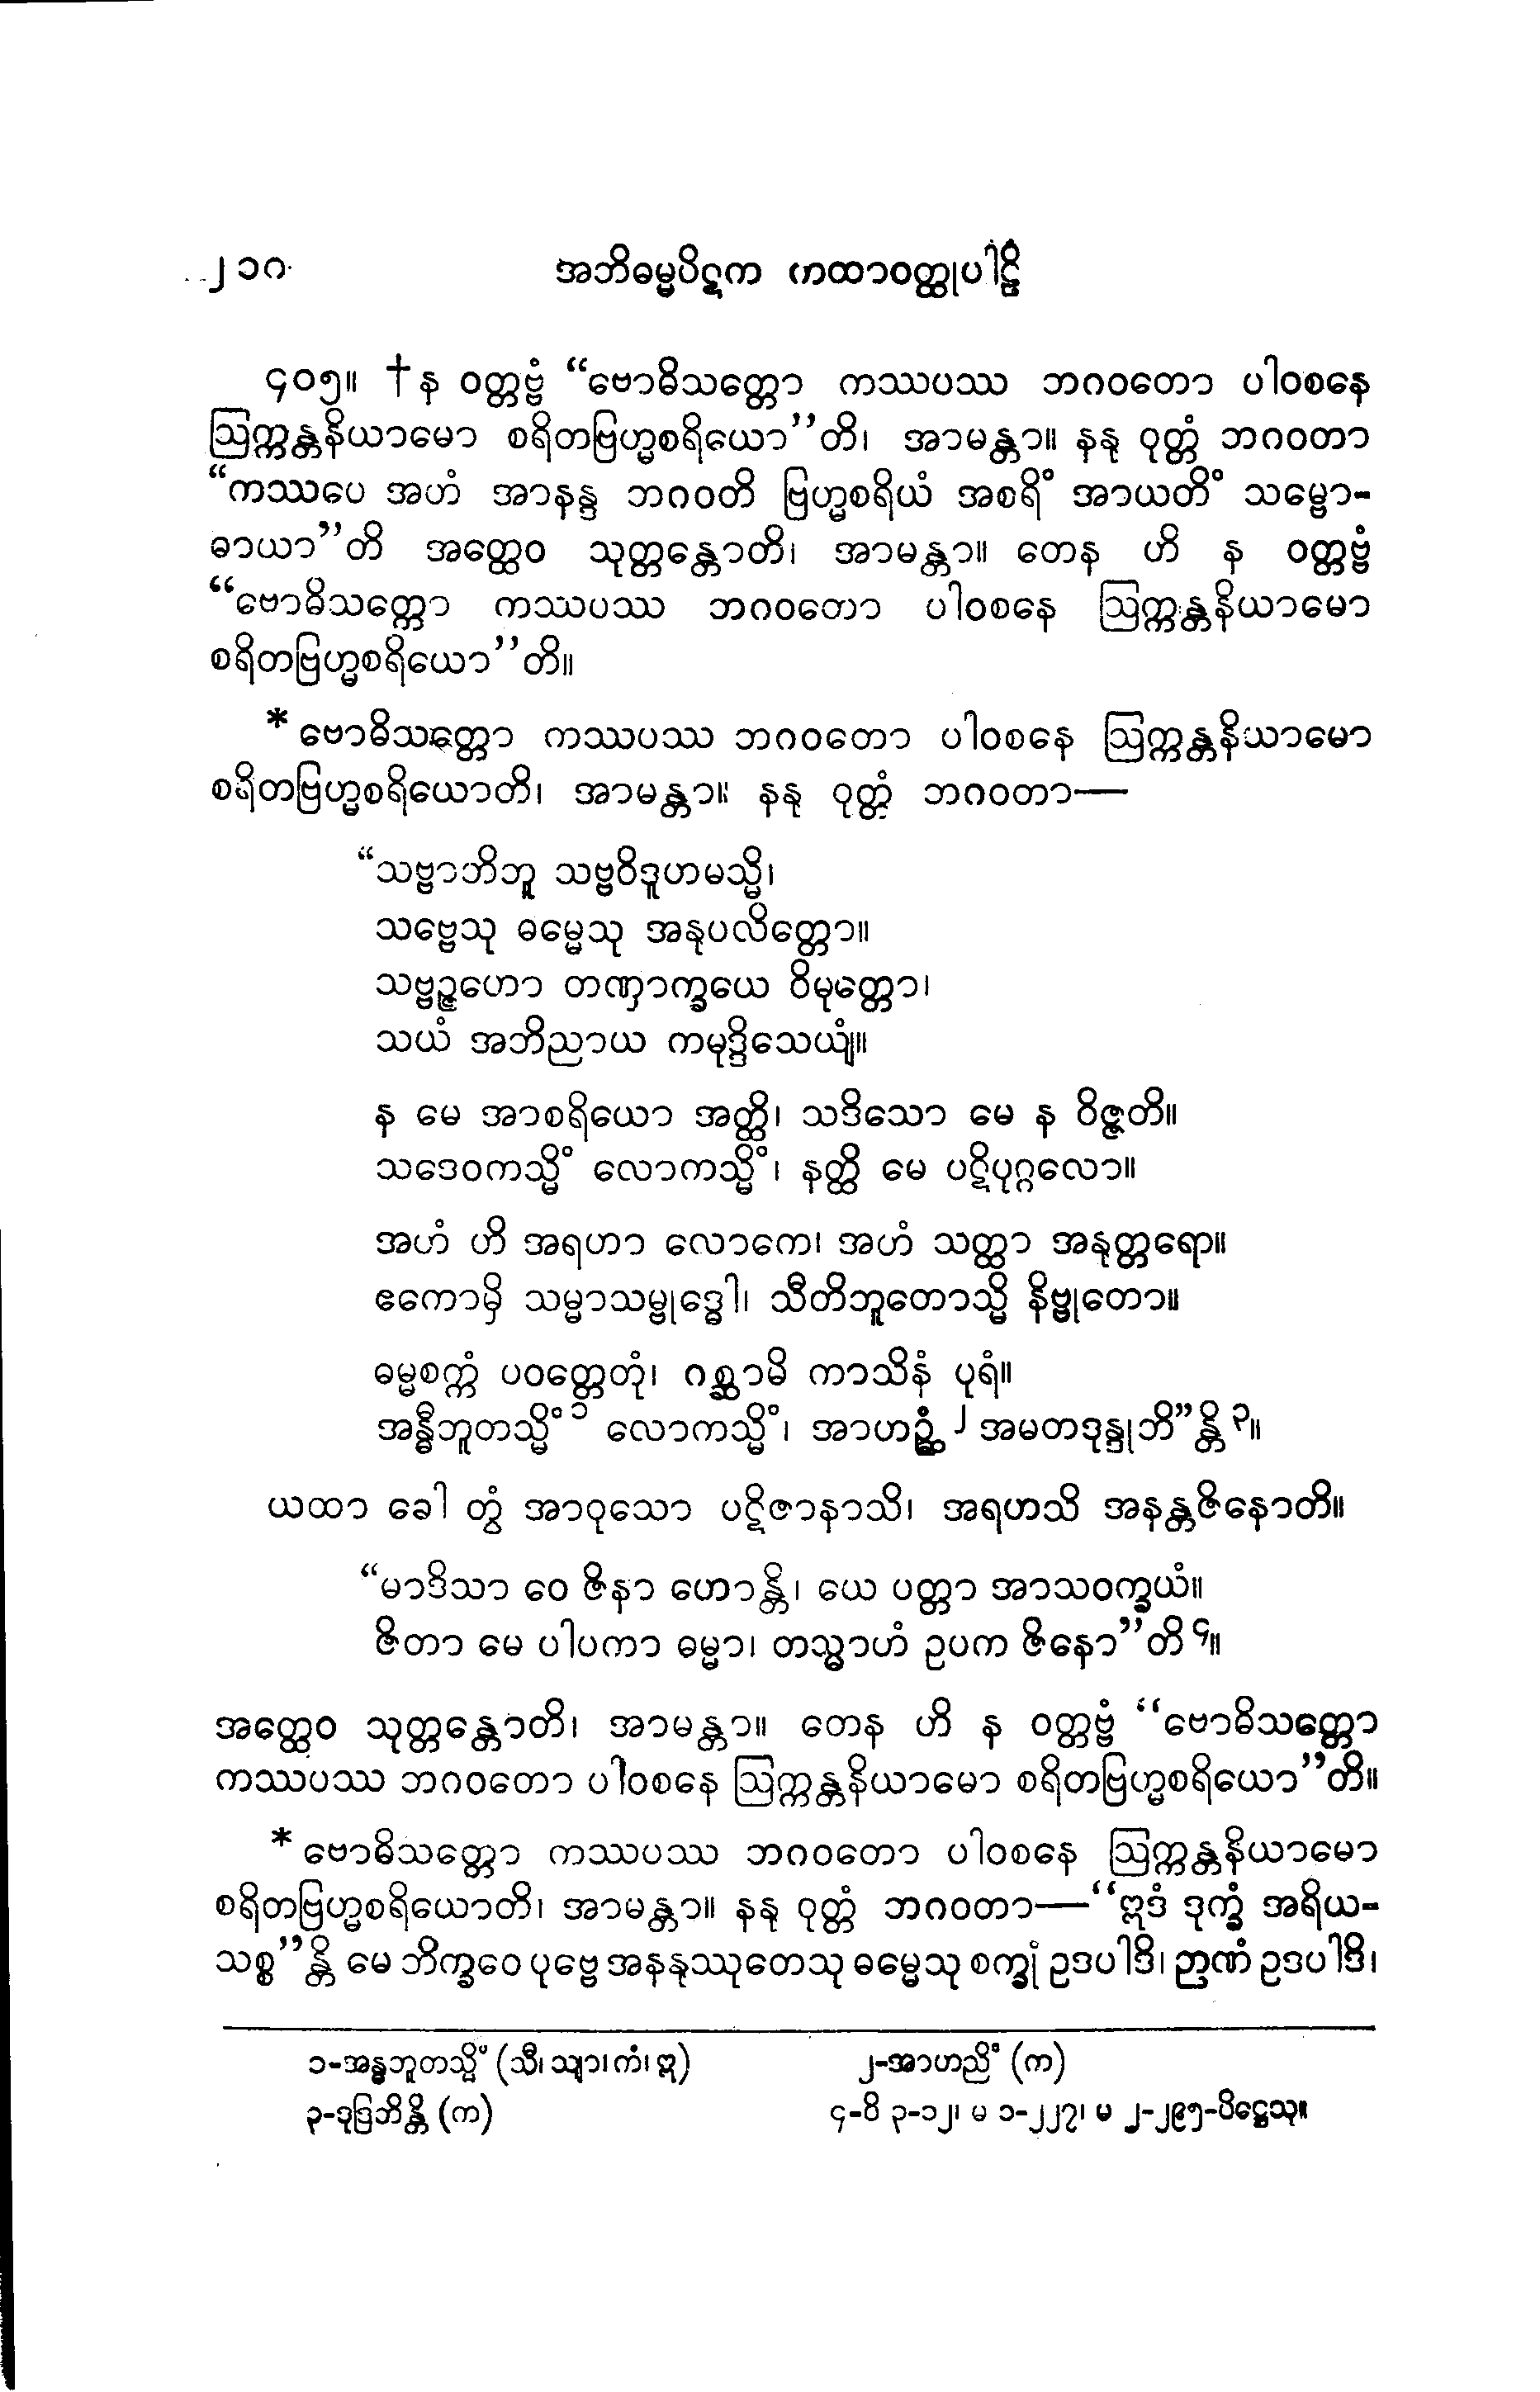 ၂၁၀ အဘိဓမ္မပိဋက ကထာဝတ္ထုပါဠိ
၄၀၅။ †န ဝတ္တဗ္ဗံ “ဗောဓိသတ္တော ကဿပဿ ဘဂဝတော ပါဝစနေ
ဩက္ကန္တနိယာမော စရိတဗြဟ္မစရိယော”တိ၊ အာမန္တာ။ နနု ဝုတ္တံ ဘဂဝတာ
“ကဿပေ အဟံ အာနန္ဒ ဘဂဝတိ ဗြဟ္မစရိယံ အစရိံ အာယတိံ သမ္ဗော-
ဓာယာ”တိ အတ္ထေဝ သုတ္တန္တောတိ၊ အာမန္တာ။ တေန ဟိ န ဝတ္တဗ္ဗံ
“ဗောဓိသတ္တော ကဿပဿ ဘဂဝတော ပါဝစနေ ဩက္ကန္တနိယာမော
စရိတဗြဟ္မစရိယော”တိ။
* ဗောဓိသတ္တော ကဿပဿ ဘဂဝတော ပါဝစနေ ဩက္ကန္တနိယာမော
စရိတဗြဟ္မစရိယောတိ၊ အာမန္တာ။ နနု ဝုတ္တံ ဘဂဝတာ—
“သဗ္ဗာဘိဘူ သဗ္ဗဝိဒူဟမသ္မိ၊
သဗ္ဗေသု ဓမ္မေသု အနုပလိတ္တော။
သဗ္ဗဉ္ဇဟော တဏှာက္ခယေ ဝိမုတ္တော၊
သယံ အဘိညာယ ကမုဒ္ဒိသေယျံ။
န မေ အာစရိယော အတ္ထိ၊ သဒိသော မေ န ဝိဇ္ဇတိ။
သဒေဝကသ္မိံ လောကသ္မိံ၊ နတ္ထိ မေ ပဋိပုဂ္ဂလော။
အဟံ ဟိ အရဟာ လောကေ၊ အဟံ သတ္ထာ အနုတ္တရော။
ဧကောမှိ သမ္မာသမ္ဗုဒ္ဓေါ၊ သီတိဘူတောသ္မိ နိဗ္ဗုတော။
ဓမ္မစက္ကံ ပဝတ္တေတုံ၊ ဂစ္ဆာမိ ကာသိနံ ပုရံ။
အန္ဓီဘူတသ္မိံ ၁ လောကသ္မိံ၊ အာဟဉ္ဆံ ၂ အမတဒုန္ဒုဘိ”န္တိ ၃။
ယထာ ခေါ တွံ အာဝုသော ပဋိဇာနာသိ၊ အရဟသိ အနန္တဇိနောတိ။
“မာဒိသာ ဝေ ဇိနာ ဟောန္တိ၊ ယေ ပတ္တာ အာသဝက္ခယံ။
ဇိတာ မေ ပါပကာ ဓမ္မာ၊ တသ္မာဟံ ဥပက ဇိနော”တိ ၄။
အတ္ထေဝ သုတ္တန္တောတိ၊ အာမန္တာ။ တေန ဟိ န ဝတ္တဗ္ဗံ “ဗောဓိသတ္တော
ကဿပဿ ဘဂဝတော ပါဝစနေ ဩက္ကန္တနိယာမော စရိတဗြဟ္မစရိယော”တိ။
* ဗောဓိသတ္တော ကဿပဿ ဘဂဝတော ပါဝစနေ ဩက္ကန္တနိယာမော
စရိတဗြဟ္မစရိယောတိ၊ အာမန္တာ။ နနု ဝုတ္တံ ဘဂဝတာ—“ဣဒံ ဒုက္ခံ အရိယ-
သစ္စ”န္တိ မေ ဘိက္ခဝေ ပုဗ္ဗေ အနနုဿုတေသု ဓမ္မေသု စက္ခုံ ဥဒပါဒိ၊ ဉာဏံ ဥဒပါဒိ၊
၁-အန္ဓဘူတသ္မိံ (သီ၊ သျာ၊ ကံ၊ ဣ) ၂-အာဟညိံ (က)
၃-ဒုဒြဘိန္တိ (က) ၄-ဝိ ၃-၁၂၊ မ ၁-၂၂၇၊ မ ၂-၂၉၅-ပိဋ္ဌေသု။